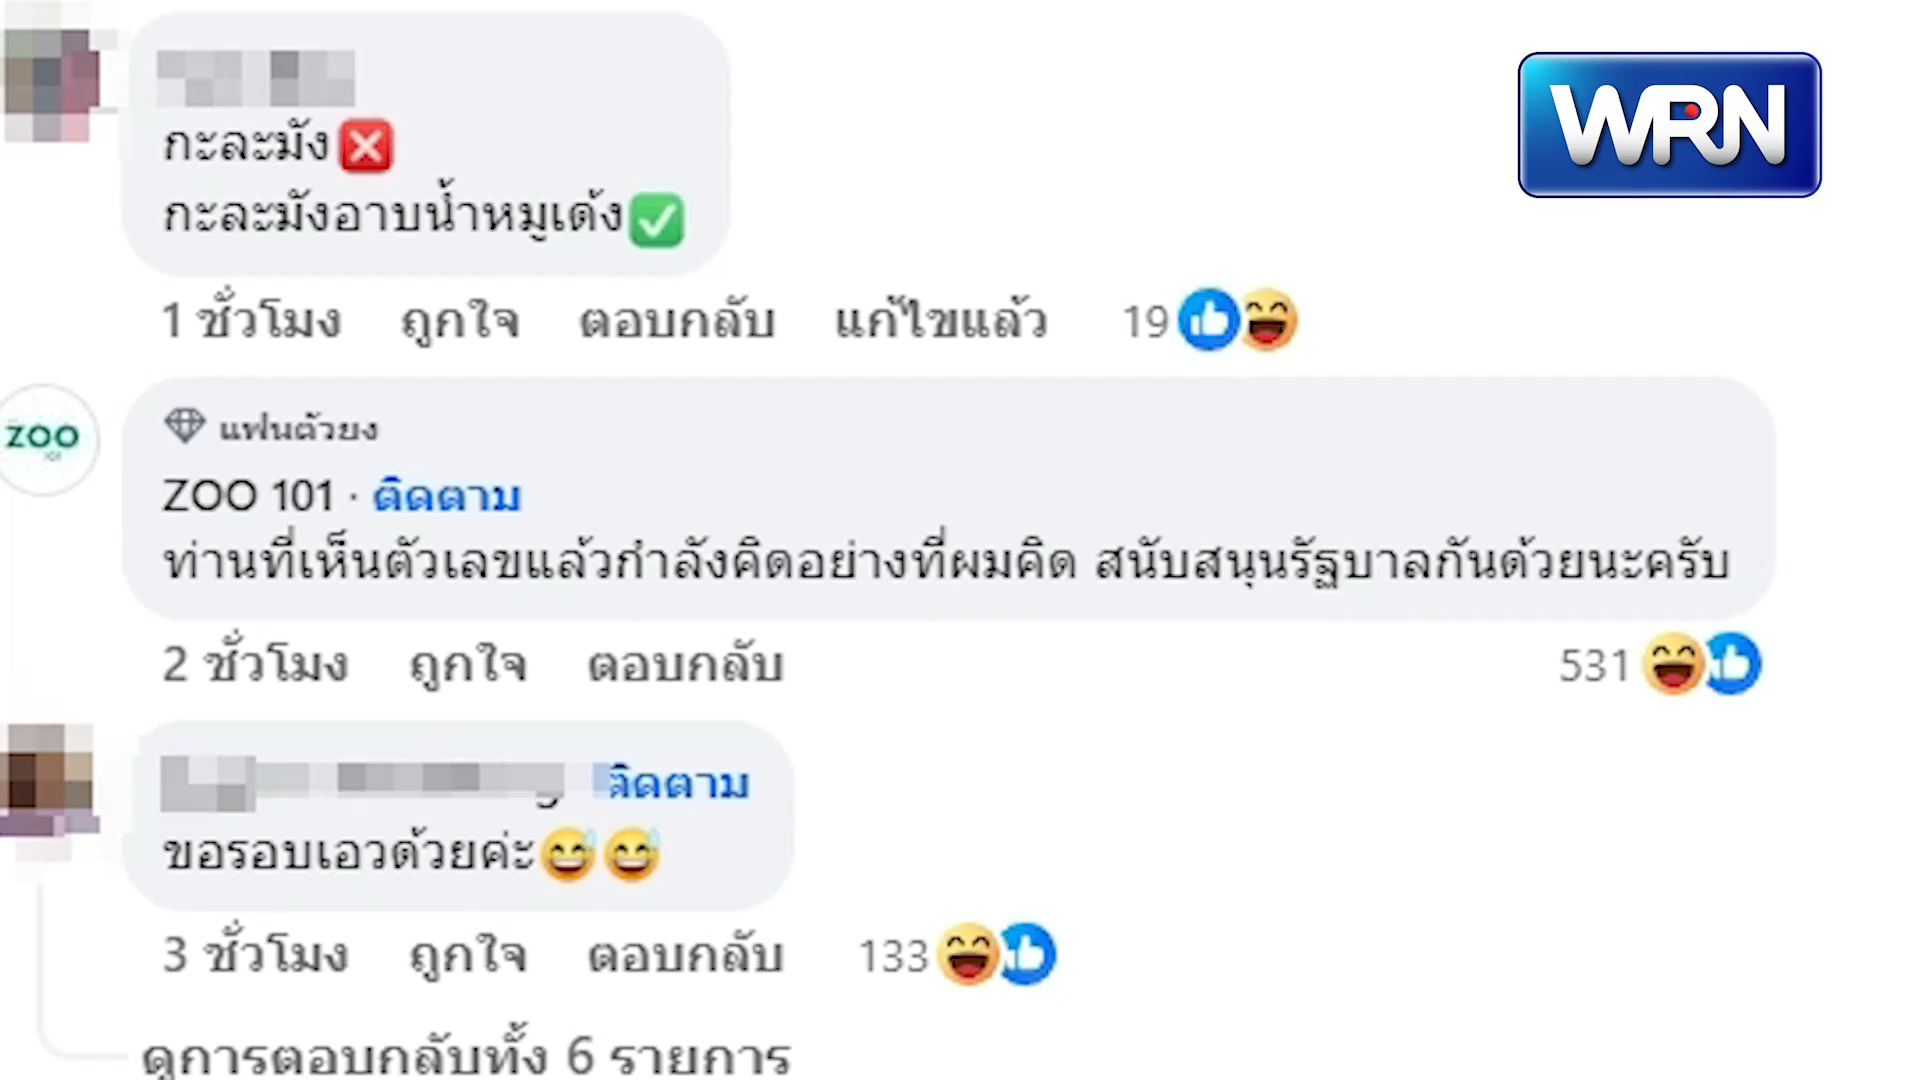 WRN
กะละมัง
กะละมังอาบน้ำหมูเด้ง
1 ชั่วโมง ถูกใจ ตอบกลับ แก้ไขแล้ว 19
ZOO
แฟนตัวยง
ZOO 101 · ติดตาม
ท่านที่เห็นตัวเลขแล้วกำลังคิดอย่างที่ผมคิด สนับสนุนรัฐบาลกันด้วยนะครับ
2 ชั่วโมง ถูกใจ ตอบกลับ 531
ติดตาม
ขอรอบเอวด้วยค่ะ
3 ชั่วโมง ถูกใจ ตอบกลับ 133
ดูการตอบกลับทั้ง 6 รายการ